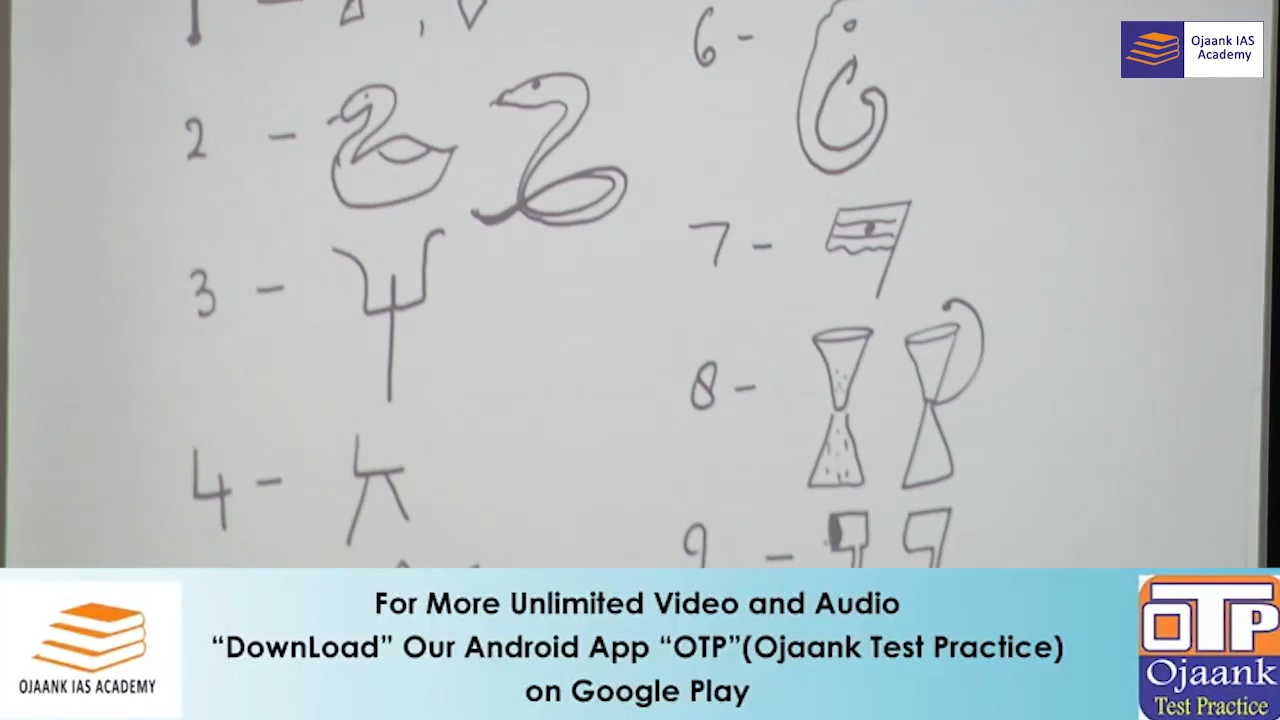 2 -
3 -
4 -
6 -
7 -
8 -
9 -
Ojaank IAS
Academy
For More Unlimited Video and Audio
“DownLoad” Our Android App “OTP”(Ojaank Test Practice)
on Google Play
OJAANK IAS ACADEMY
OTP
Ojaank
Test Practice